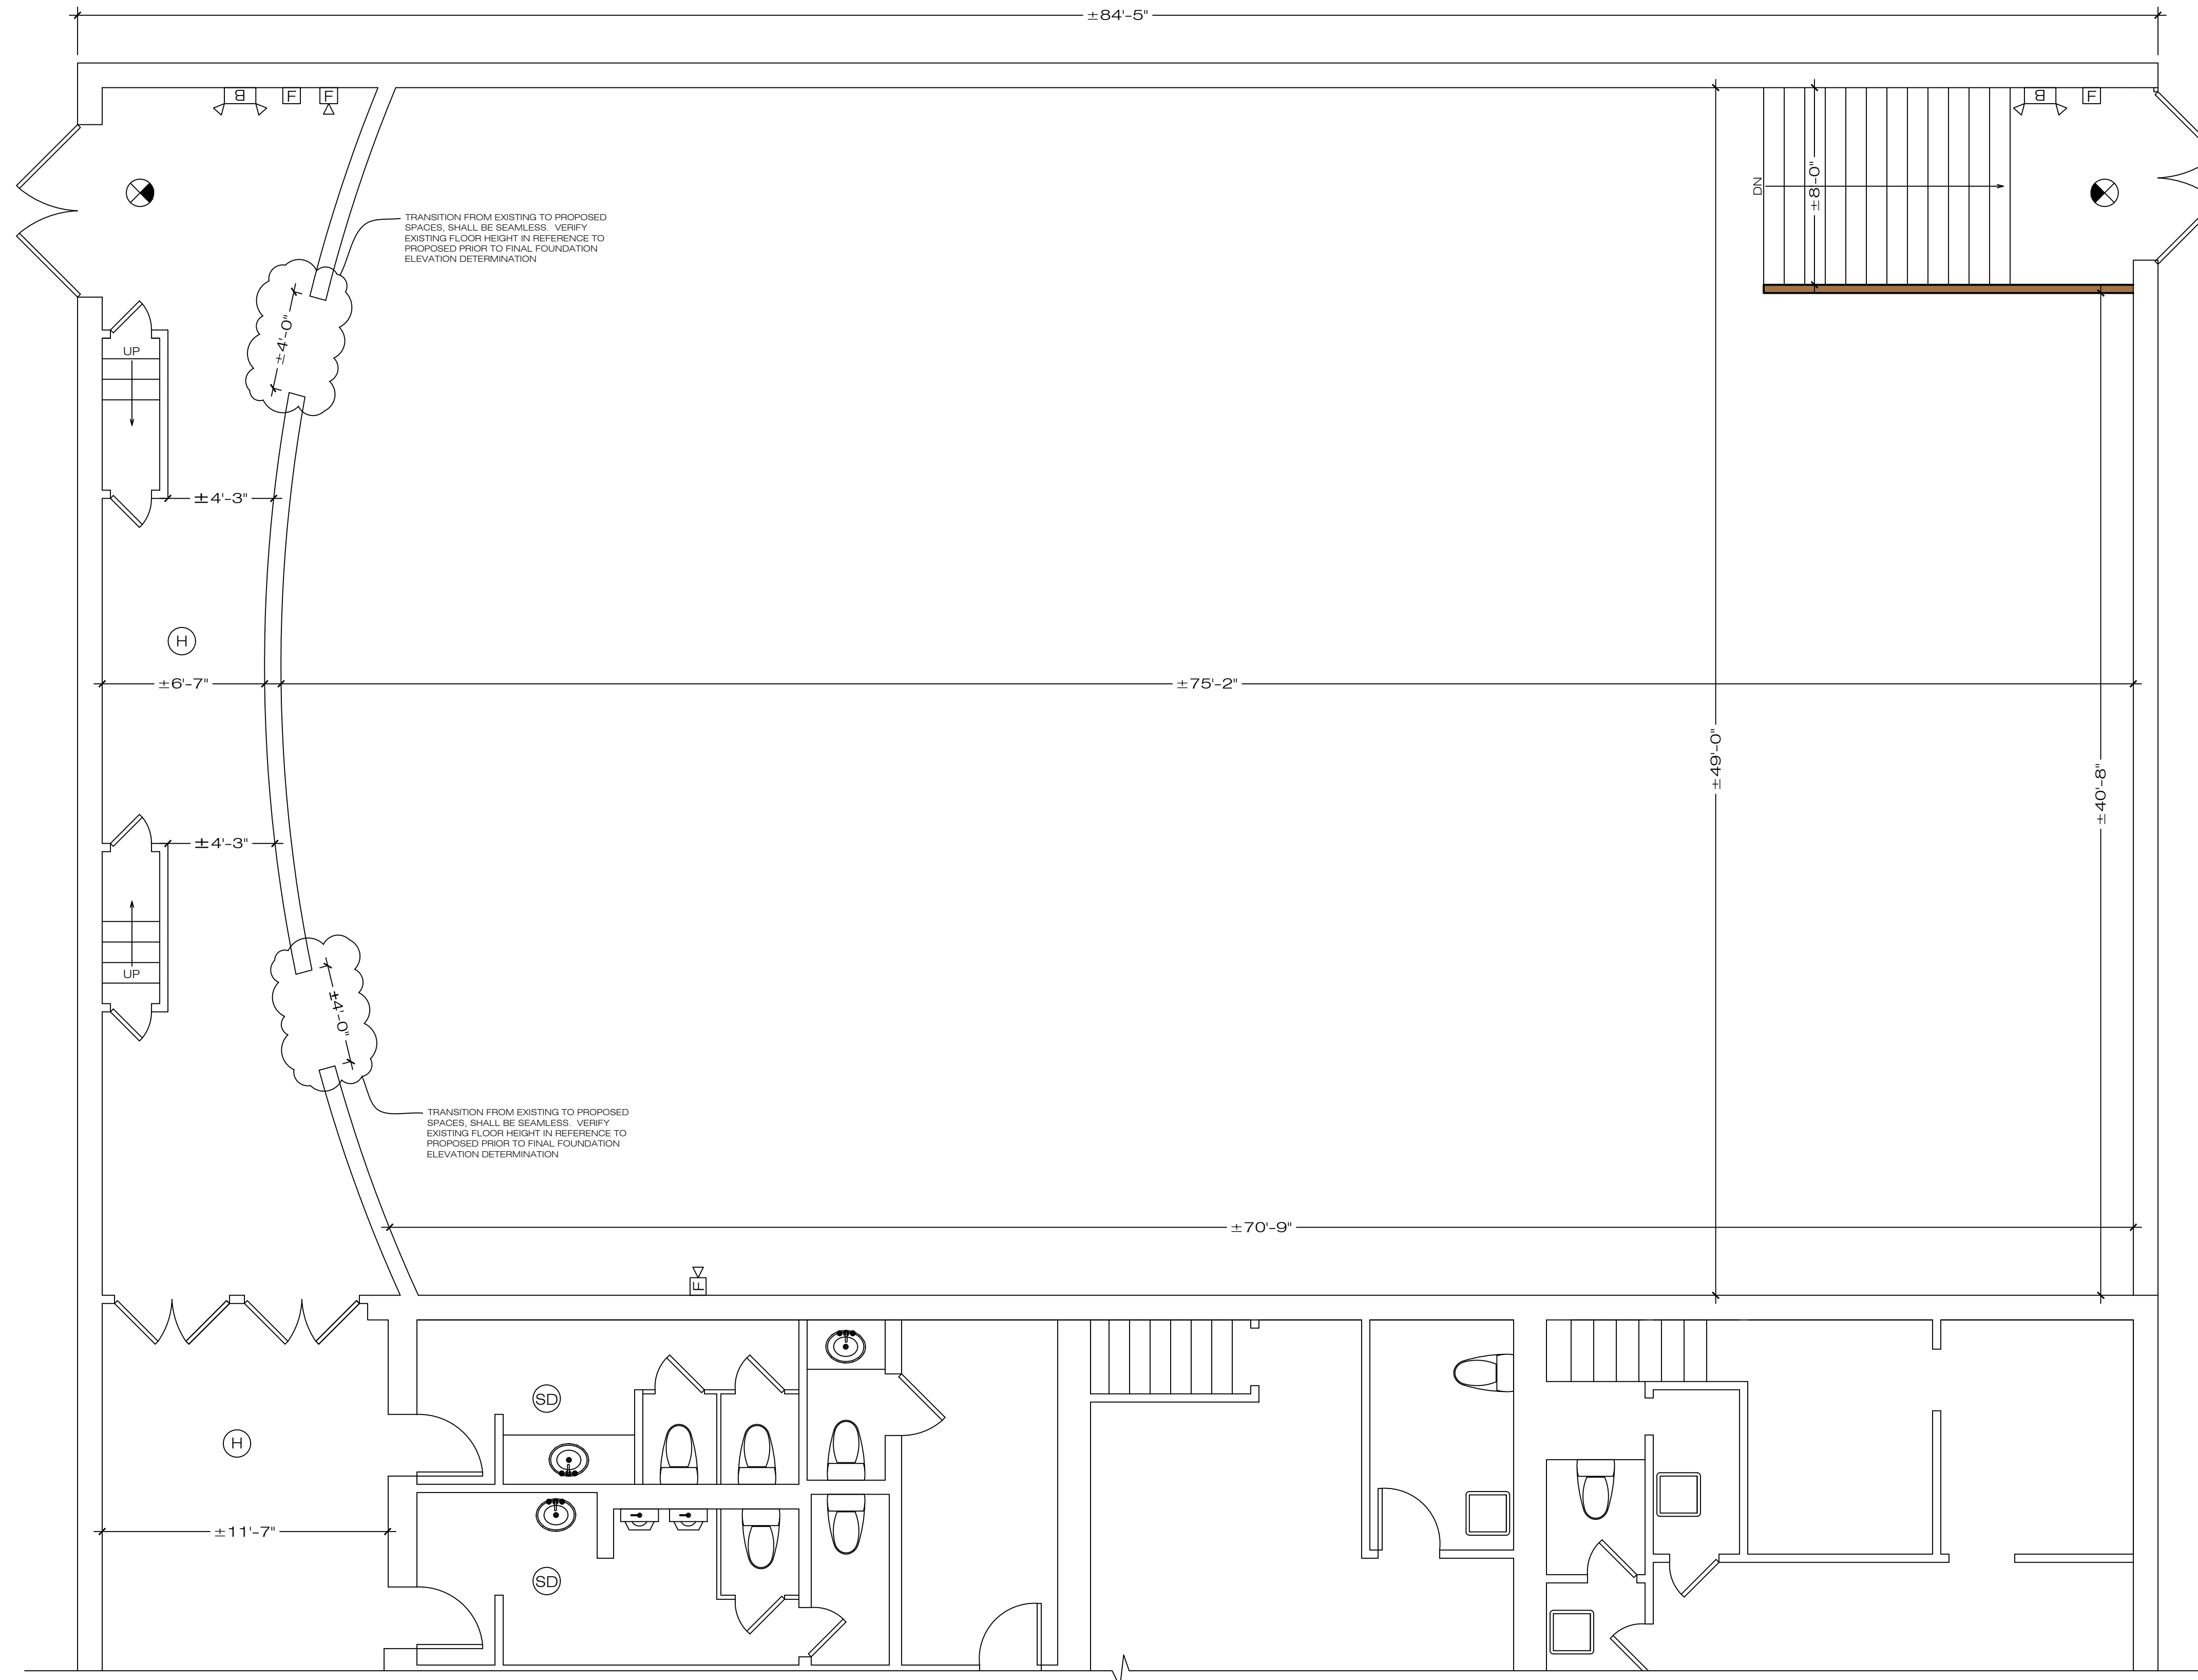 ±84'-5"
B
F
F
B
F
DN
±8'-0"
TRANSITION FROM EXISTING TO PROPOSED
SPACES, SHALL BE SEAMLESS. VERIFY
EXISTING FLOOR HEIGHT IN REFERENCE TO
PROPOSED PRIOR TO FINAL FOUNDATION
ELEVATION DETERMINATION
±4'-0"
UP
±4'-3"
H
±6'-7"
±75'-2"
±49'-0"
±40'-8"
±4'-3"
UP
±4'-0"
TRANSITION FROM EXISTING TO PROPOSED
SPACES, SHALL BE SEAMLESS. VERIFY
EXISTING FLOOR HEIGHT IN REFERENCE TO
PROPOSED PRIOR TO FINAL FOUNDATION
ELEVATION DETERMINATION
±70'-9"
F
SD
H
±11'-7"
SD